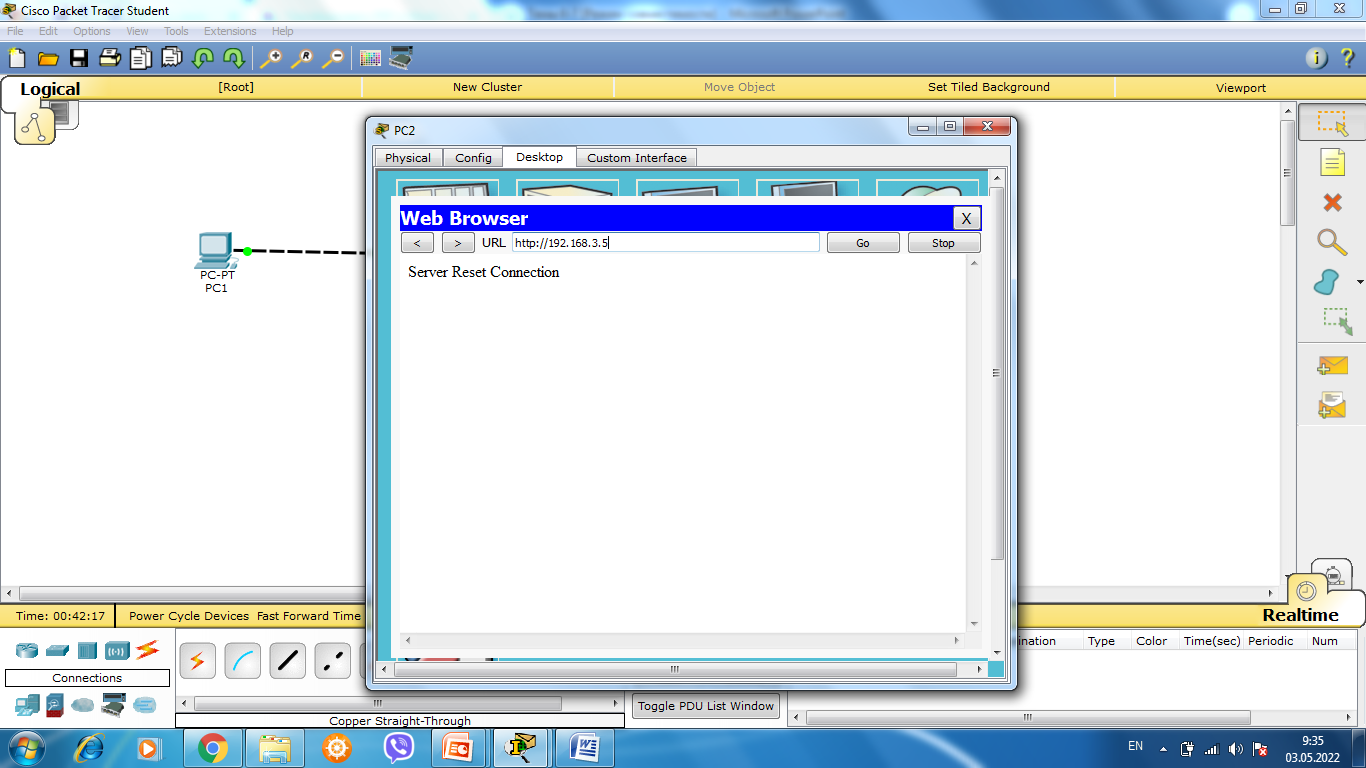 Cisco Packet Tracer Student
File Edit Options View Tools Extensions Help
Logical
[Root]
New Cluster
Move Object
Set Tiled Background
Viewport
PC-PT
PC1
PC2
Physical
Config
Desktop
Custom Interface
Web Browser
X
<
>
URL
http://192.168.3.5
Go
Stop
Server Reset Connection
Time: 00:42:17
Power Cycle Devices Fast Forward Time
Realtime
Connections
Copper Straight-Through
Toggle PDU List Window
ination
Type
Color
Time(sec)
Periodic
Num
EN
9:35
03.05.2022